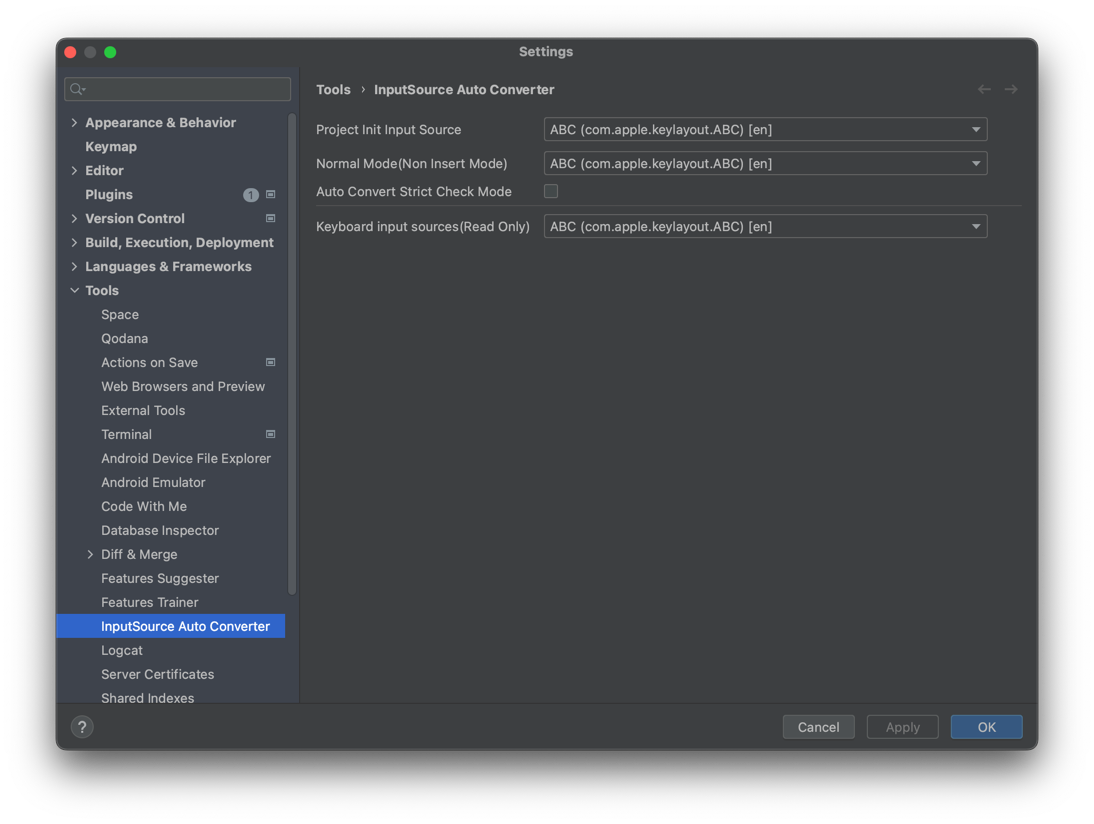 Settings
Appearance & Behavior
Keymap
Editor
Plugins 1
Version Control
Build, Execution, Deployment
Languages & Frameworks
Tools
Space
Qodana
Actions on Save
Web Browsers and Preview
External Tools
Terminal
Android Device File Explorer
Android Emulator
Code With Me
Database Inspector
Diff & Merge
Features Suggester
Features Trainer
InputSource Auto Converter
Logcat
Server Certificates
Shared Indexes
Tools › InputSource Auto Converter
Project Init Input Source ABC (com.apple.keylayout.ABC) [en]
Normal Mode(Non Insert Mode) ABC (com.apple.keylayout.ABC) [en]
Auto Convert Strict Check Mode
Keyboard input sources(Read Only) ABC (com.apple.keylayout.ABC) [en]
? Cancel Apply OK